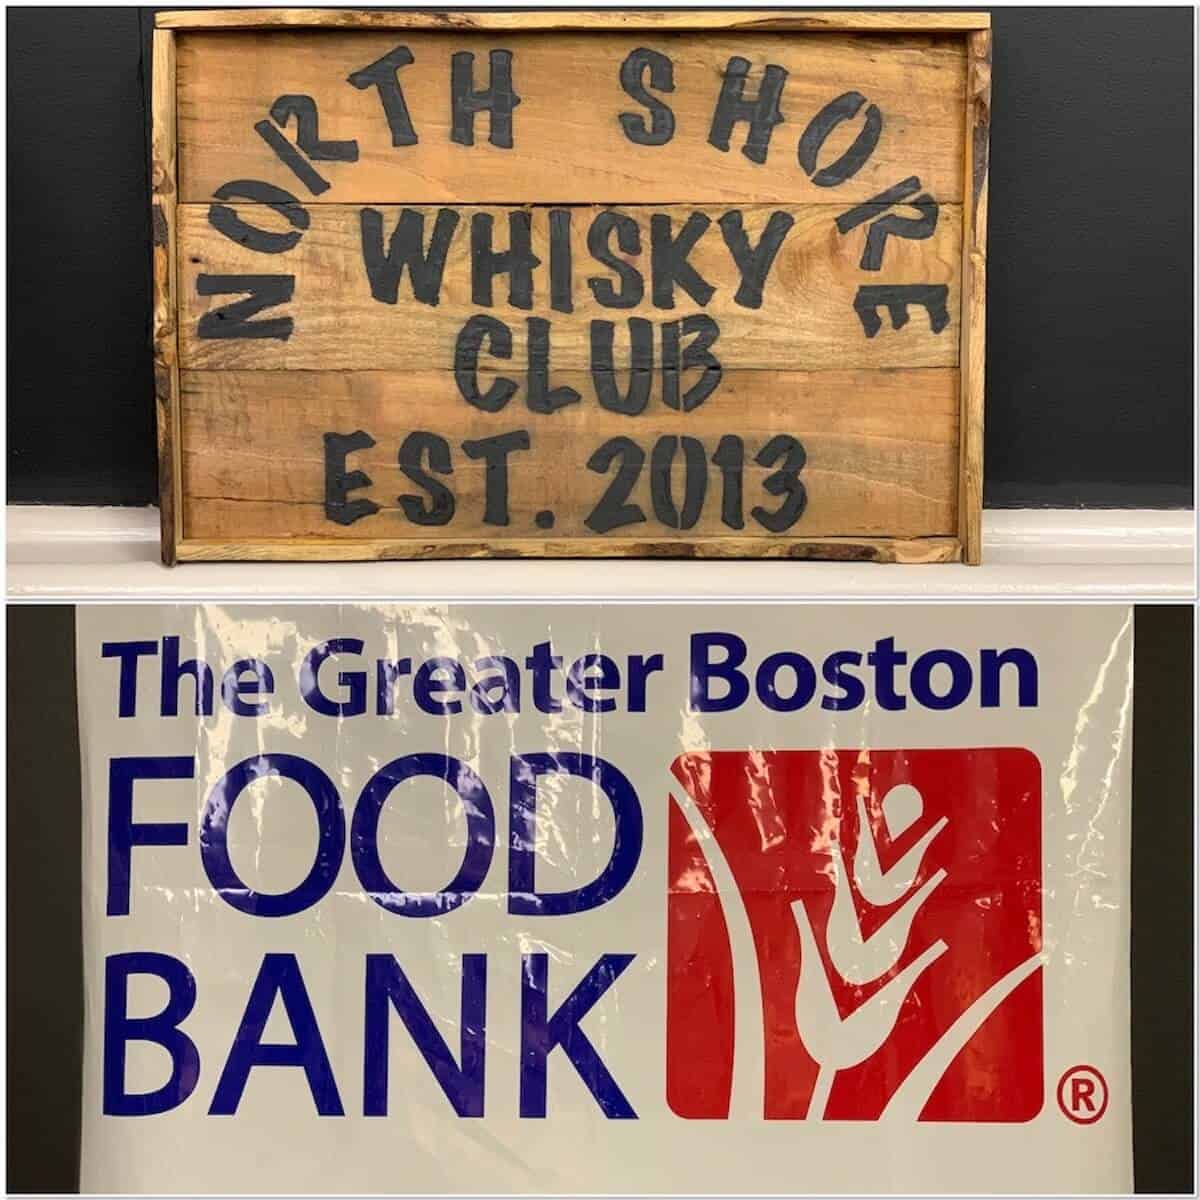 NORTH SHORE
WHISKY
CLUB
EST. 2013
The Greater Boston
FOOD
BANK
®